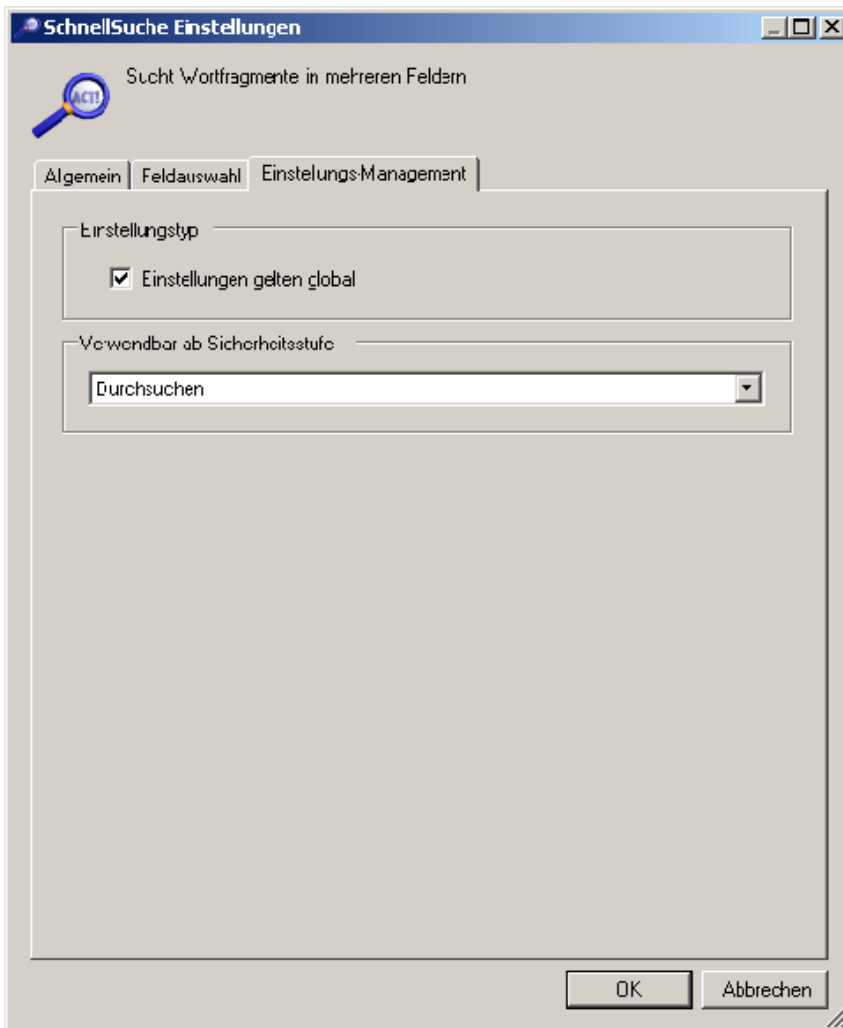 SchnellSuche Einstellungen
Sucht Wortfragmente in mehreren Feldern
ACT!
Algemein
Feldauswahl
Einstelungs-Management
Einstellungstyp
Einstellungen gelten global
Verwendbar ab Sicherheitsstufe
Durchsuchen
OK
Abbrechen